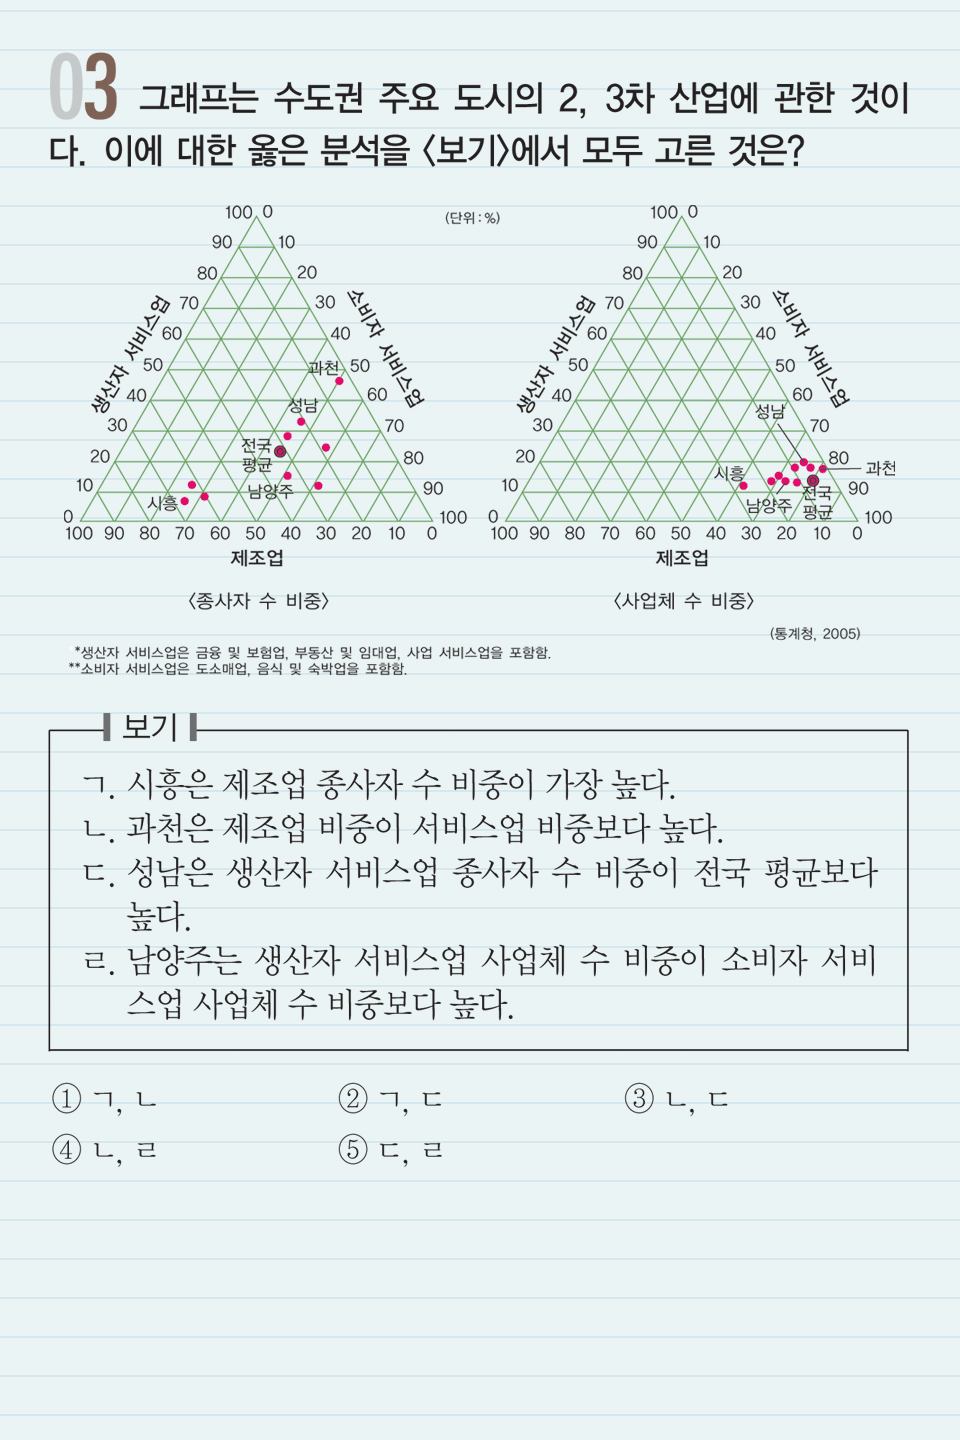 03 그래프는 수도권 주요 도시의 2, 3차 산업에 관한 것이
다. 이에 대한 옳은 분석을 〈보기〉에서 모두 고른 것은?
(단위 : %)
100 0
90 10
80 20
70 30
60 40
50 50
40 60
30 70
20 80
10 90
0 100
100 90 80 70 60 50 40 30 20 10 0
생산자 서비스업
소비자 서비스업
제조업
과천
성남
전국
평균
남양주
시흥
〈종사자 수 비중〉
100 0
90 10
80 20
70 30
60 40
50 50
40 60
30 70
20 80
10 90
0 100
100 90 80 70 60 50 40 30 20 10 0
생산자 서비스업
소비자 서비스업
제조업
성남
시흥
과천
남양주
전국
평균
〈사업체 수 비중〉
(통계청, 2005)
*생산자 서비스업은 금융 및 보험업, 부동산 및 임대업, 사업 서비스업을 포함함.
**소비자 서비스업은 도소매업, 음식 및 숙박업을 포함함.
보기
ㄱ. 시흥은 제조업 종사자 수 비중이 가장 높다.
ㄴ. 과천은 제조업 비중이 서비스업 비중보다 높다.
ㄷ. 성남은 생산자 서비스업 종사자 수 비중이 전국 평균보다
높다.
ㄹ. 남양주는 생산자 서비스업 사업체 수 비중이 소비자 서비
스업 사업체 수 비중보다 높다.
① ㄱ, ㄴ ② ㄱ, ㄷ ③ ㄴ, ㄷ
④ ㄴ, ㄹ ⑤ ㄷ, ㄹ